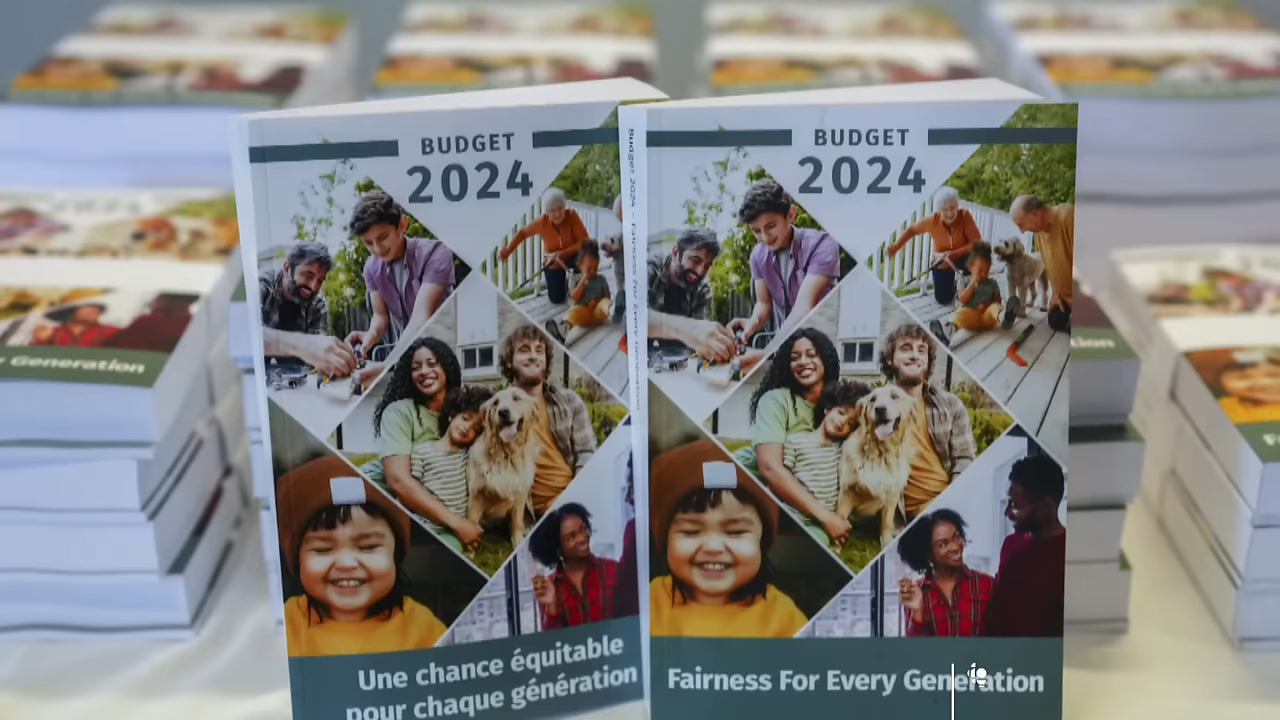 BUDGET
2024
Une chance équitable
pour chaque génération
Budget 2024 – Fairness For Every Generation
BUDGET
2024
Fairness For Every Generation
Generation